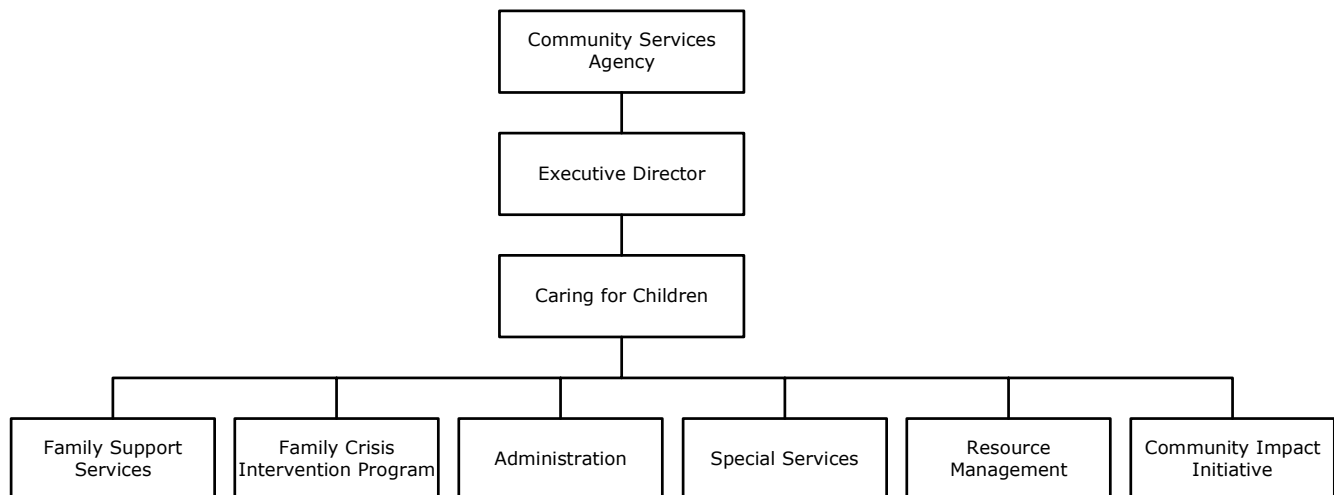 Community Services
Agency
Executive Director
Caring for Children
Family Support
Services
Family Crisis
Intervention Program
Administration
Special Services
Resource
Management
Community Impact
Initiative